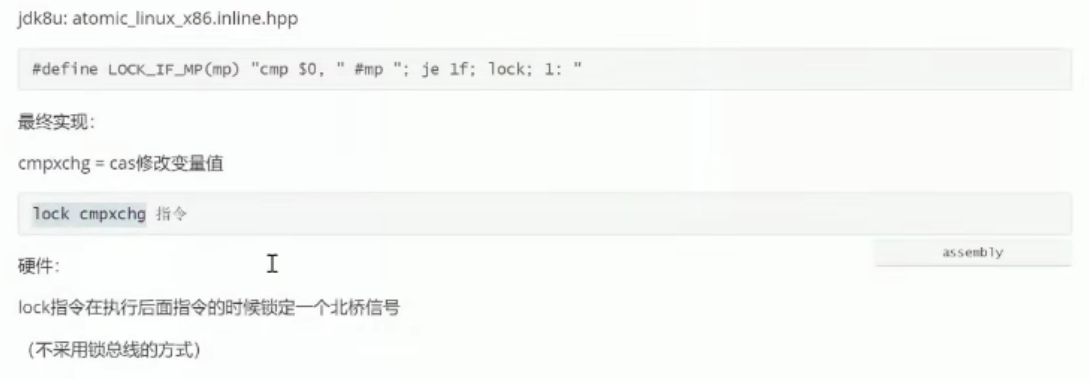 jdk8u: atomic_linux_x86.inline.hpp
#define LOCK_IF_MP(mp) "cmp $0, " #mp "; je 1f; lock; 1: "
最终实现：
cmpxchg = cas修改变量值
lock cmpxchg 指令
assembly
硬件：
lock指令在执行后面指令的时候锁定一个北桥信号
（不采用锁总线的方式）